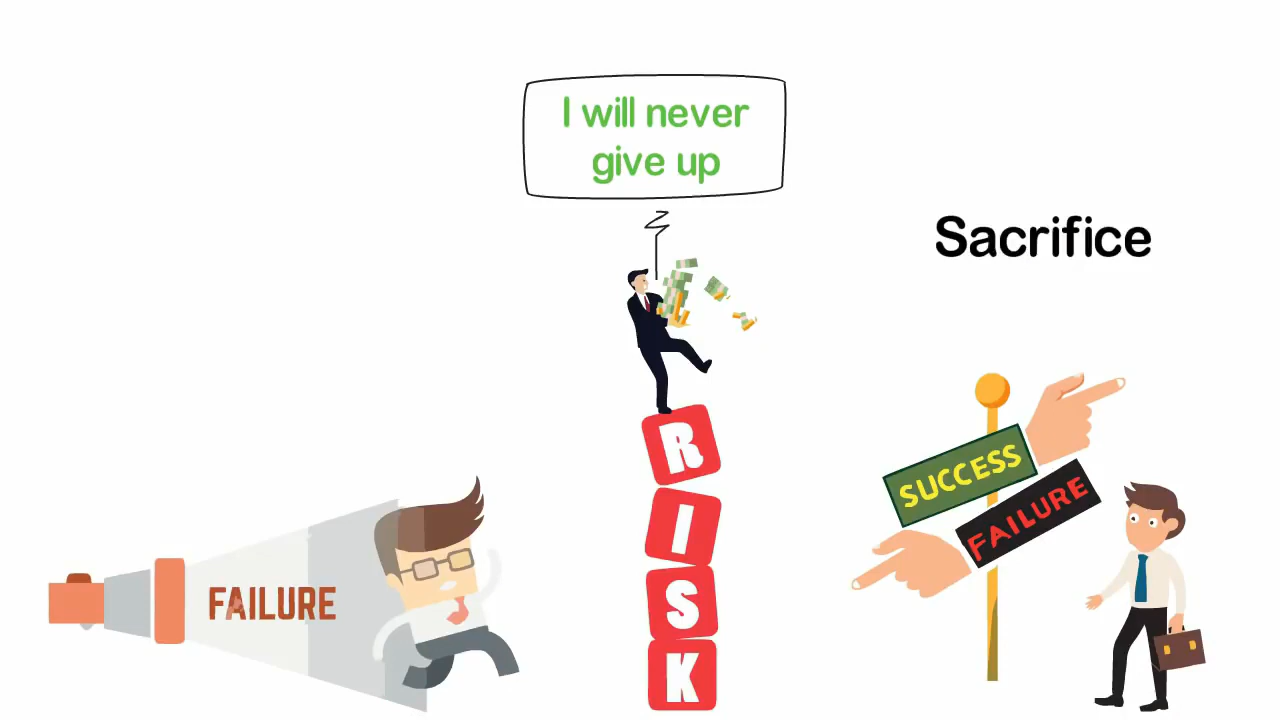 I will never
give up
Sacrifice
R
I
S
K
SUCCESS
FAILURE
FAILURE